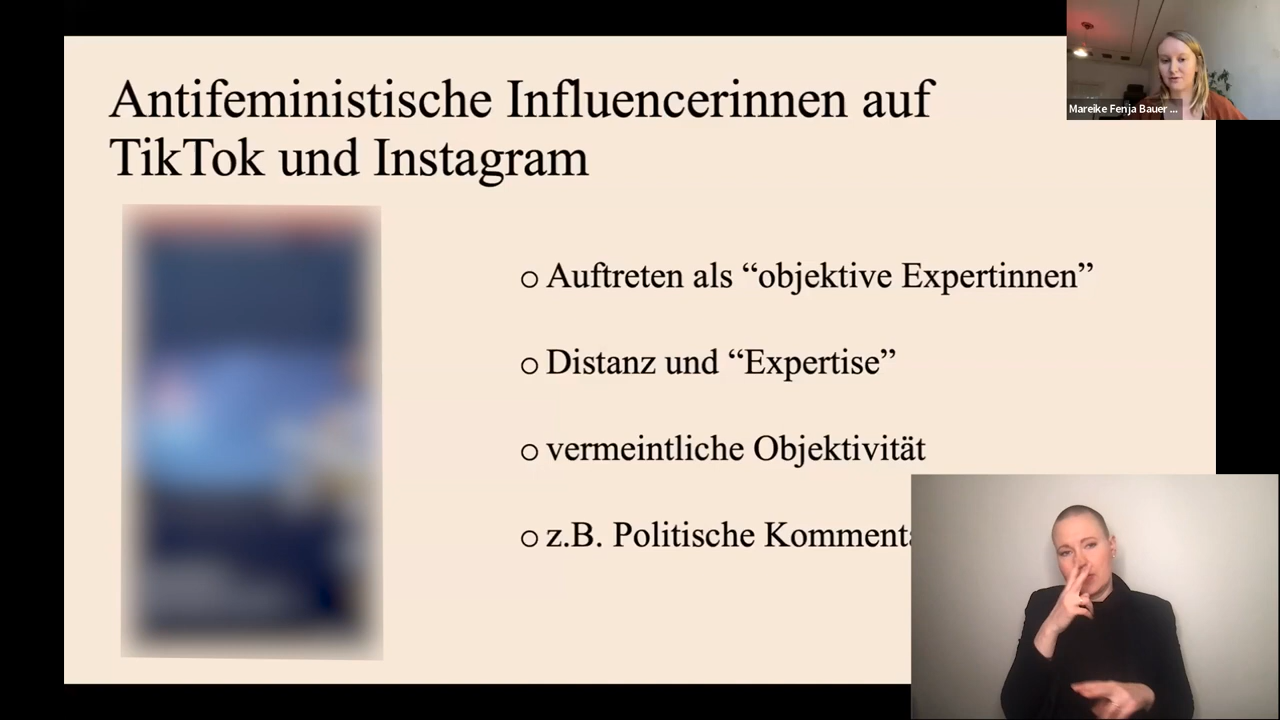 Antifeministische Influencerinnen auf
TikTok und Instagram
Mareike Fenja Bauer ...
o Auftreten als “objektive Expertinnen”
o Distanz und “Expertise”
o vermeintliche Objektivität
o z.B. Politische Komment